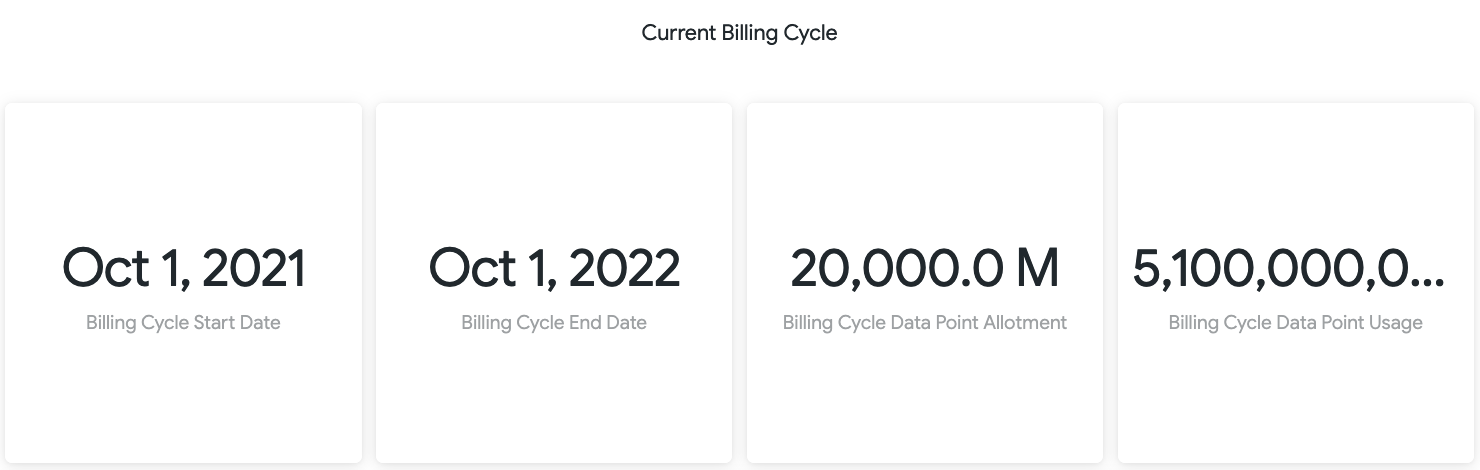 Current Billing Cycle
Oct 1, 2021
Billing Cycle Start Date
Oct 1, 2022
Billing Cycle End Date
20,000.0 M
Billing Cycle Data Point Allotment
5,100,000,0...
Billing Cycle Data Point Usage